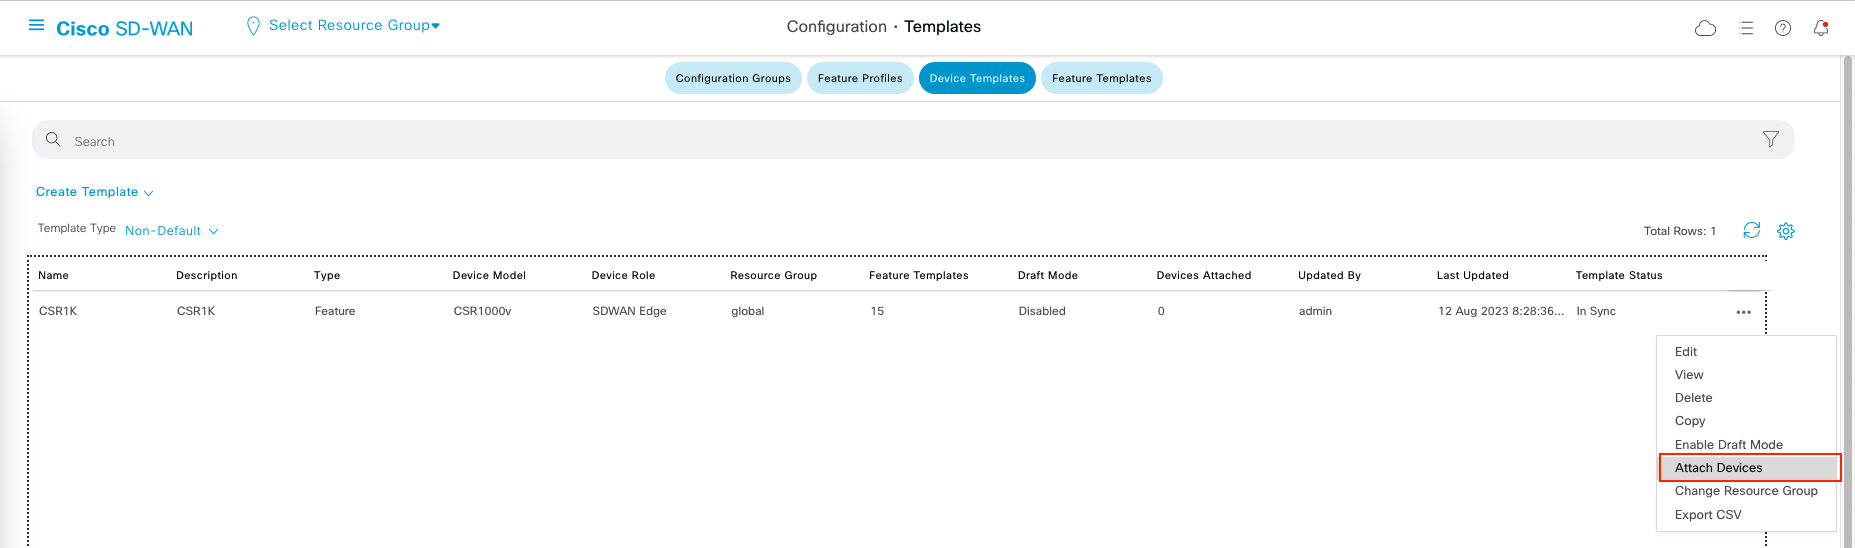 Cisco SD-WAN
Select Resource Group
Configuration · Templates
Configuration Groups
Feature Profiles
Device Templates
Feature Templates
Search
Create Template
Template Type Non-Default
Total Rows: 1
Name Description Type Device Model Device Role Resource Group Feature Templates Draft Mode Devices Attached Updated By Last Updated Template Status
CSR1K CSR1K Feature CSR1000v SDWAN Edge global 15 Disabled 0 admin 12 Aug 2023 8:28:36... In Sync
Edit
View
Delete
Copy
Enable Draft Mode
Attach Devices
Change Resource Group
Export CSV